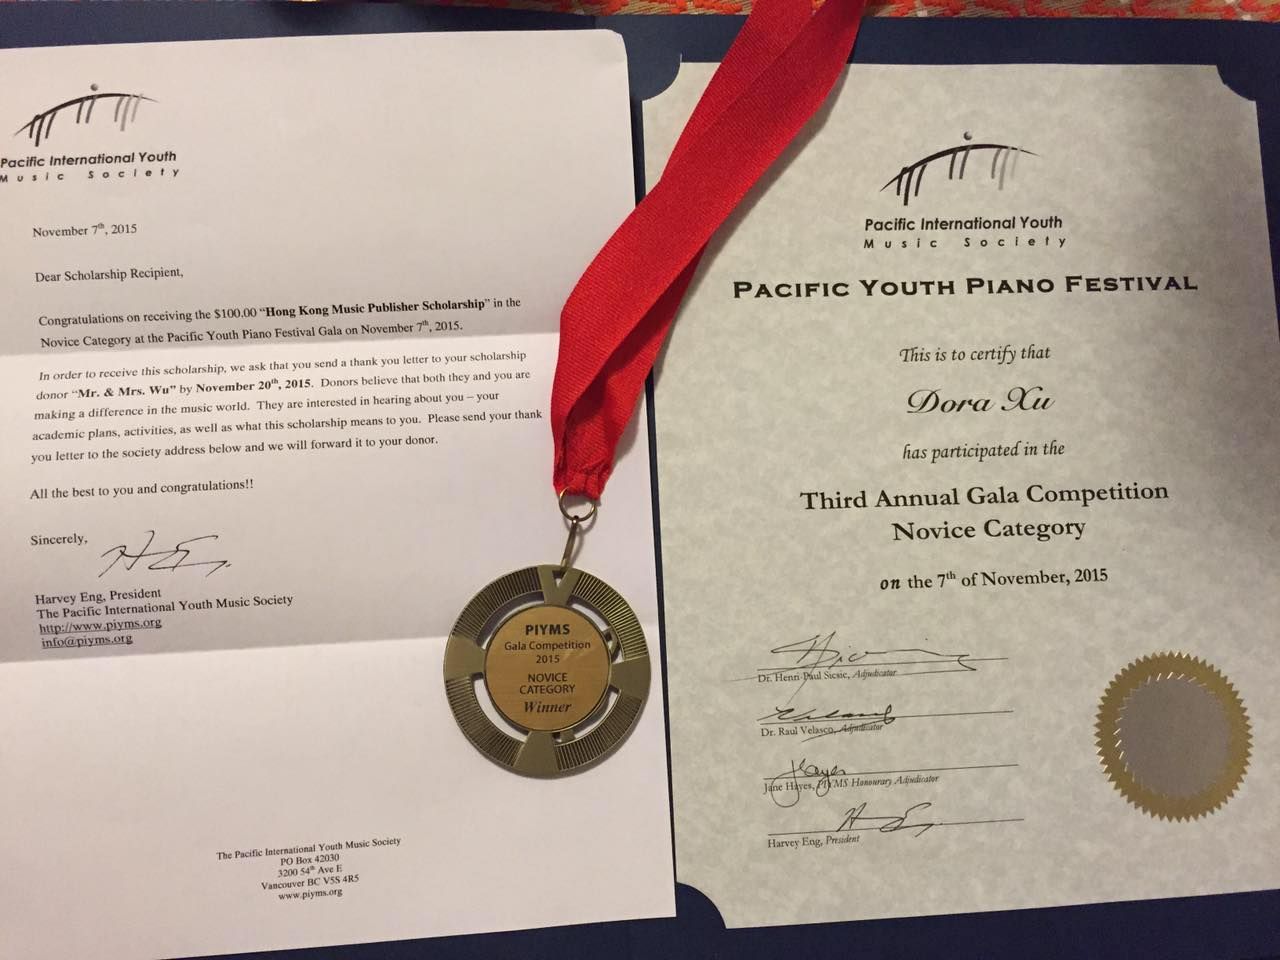 Pacific International Youth
Music Society
November 7th, 2015
Dear Scholarship Recipient,
Congratulations on receiving the $100.00 “Hong Kong Music Publisher Scholarship” in the
Novice Category at the Pacific Youth Piano Festival Gala on November 7th, 2015.
In order to receive this scholarship, we ask that you send a thank you letter to your scholarship
donor “Mr. & Mrs. Wu” by November 20th, 2015. Donors believe that both they and you are
making a difference in the music world. They are interested in hearing about you – your
academic plans, activities, as well as what this scholarship means to you. Please send your thank
you letter to the society address below and we will forward it to your donor.
All the best to you and congratulations!!
Sincerely,
Harvey Eng, President
The Pacific International Youth Music Society
http://www.piyms.org
info@piyms.org
The Pacific International Youth Music Society
PO Box 42030
3200 54th Ave E
Vancouver BC V5S 4R5
www.piyms.org
PIYMS
Gala Competition
2015
NOVICE
CATEGORY
Winner
Pacific International Youth
Music Society
PACIFIC YOUTH PIANO FESTIVAL
This is to certify that
Dora Xu
has participated in the
Third Annual Gala Competition
Novice Category
on the 7th of November, 2015
Dr. Henri-Paul Sicsic, Adjudicator
Dr. Raul Velasco, Adjudicator
Hayes
Jane Hayes, PIYMS Honourary Adjudicator
Harvey Eng, President